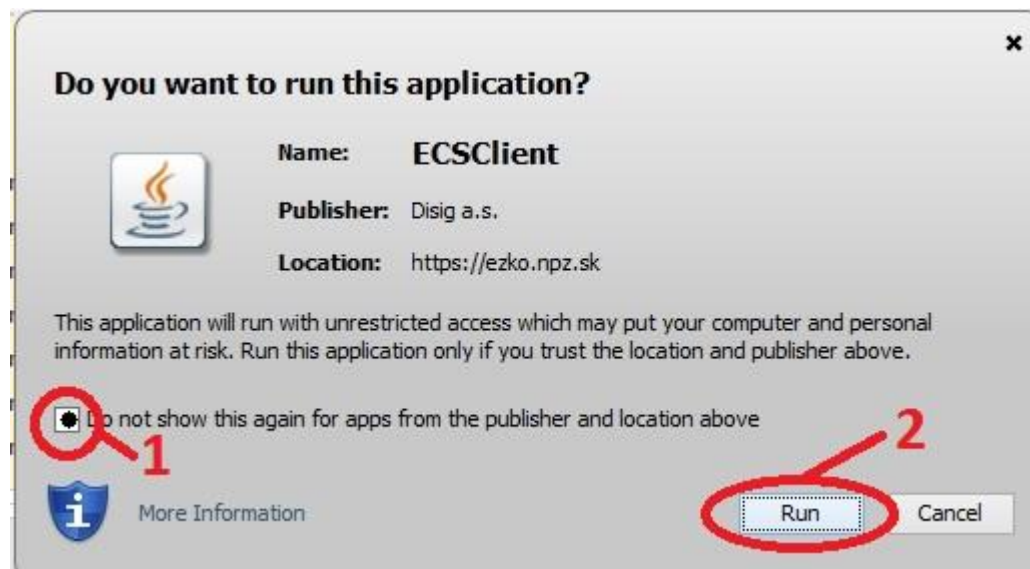 Do you want to run this application?
Name: ECSClient
Publisher: Disig a.s.
Location: https://ezko.npz.sk
This application will run with unrestricted access which may put your computer and personal
information at risk. Run this application only if you trust the location and publisher above.
Do not show this again for apps from the publisher and location above
1
2
More Information
Run
Cancel